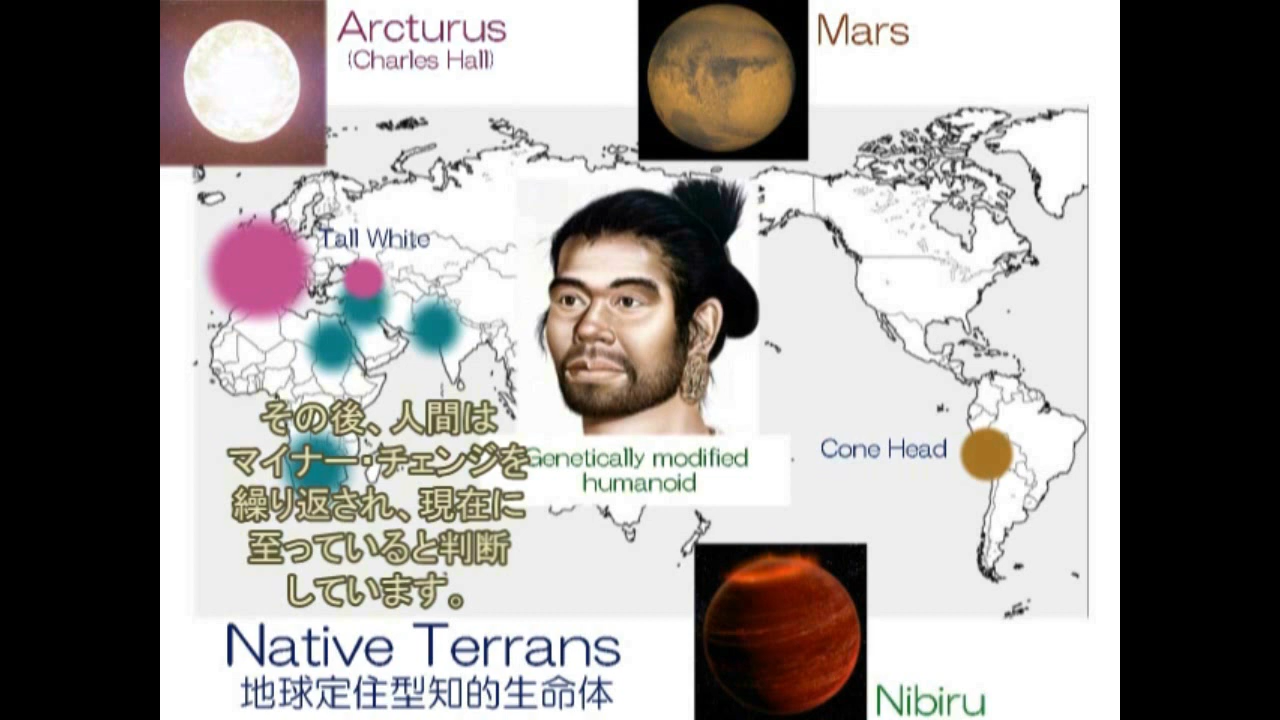 Arcturus
(Charles Hall)
Mars
Tall White
その後、人間は
マイナー・チェンジを
繰り返され、現在に
至っていると判断
しています。
Genetically modified
humanoid
Cone Head
Native Terrans
地球定住型知的生命体
Nibiru